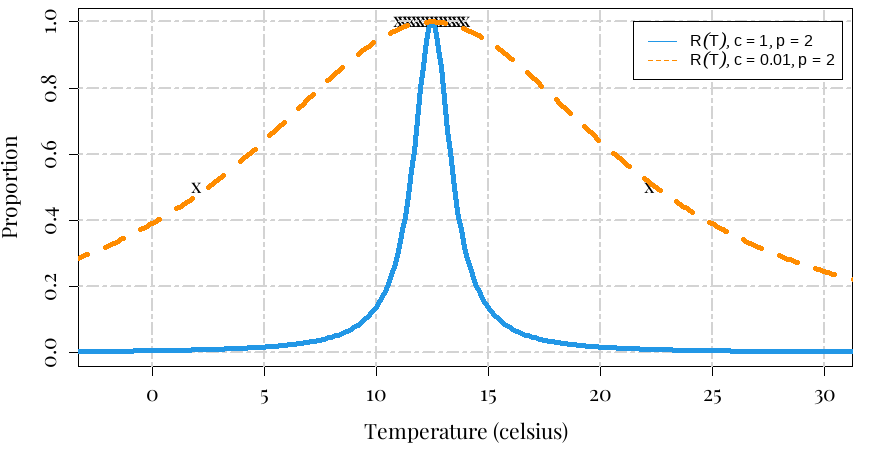 R(T), c = 1, p = 2
R(T), c = 0.01, p = 2
Proportion
0.0 0.2 0.4 0.6 0.8 1.0
x x
0 5 10 15 20 25 30
Temperature (celsius)